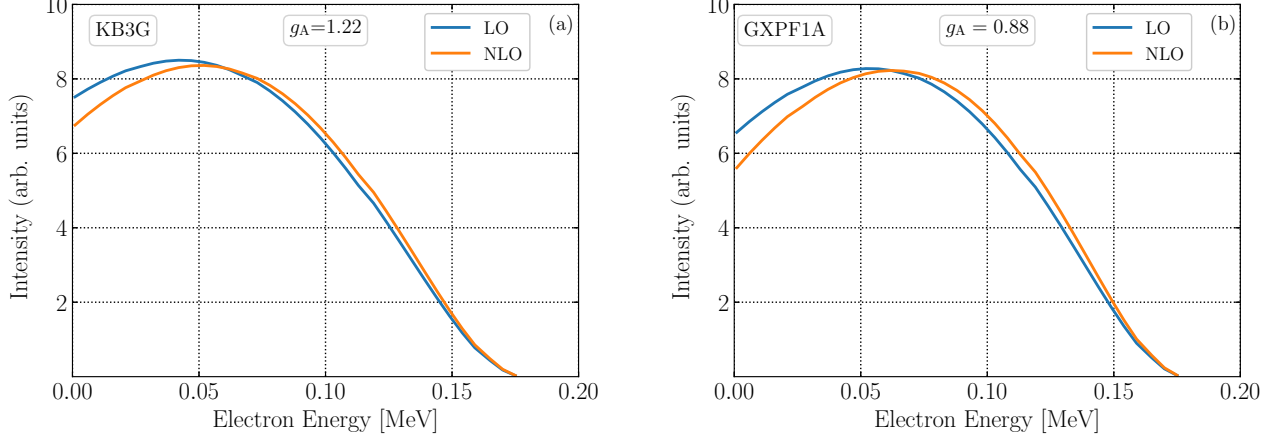 KB3G
g_A=1.22
LO
NLO
(a)
10
8
6
4
2
Intensity (arb. units)
0.00 0.05 0.10 0.15 0.20
Electron Energy [MeV]
GXPF1A
g_A = 0.88
LO
NLO
(b)
10
8
6
4
2
Intensity (arb. units)
0.00 0.05 0.10 0.15 0.20
Electron Energy [MeV]